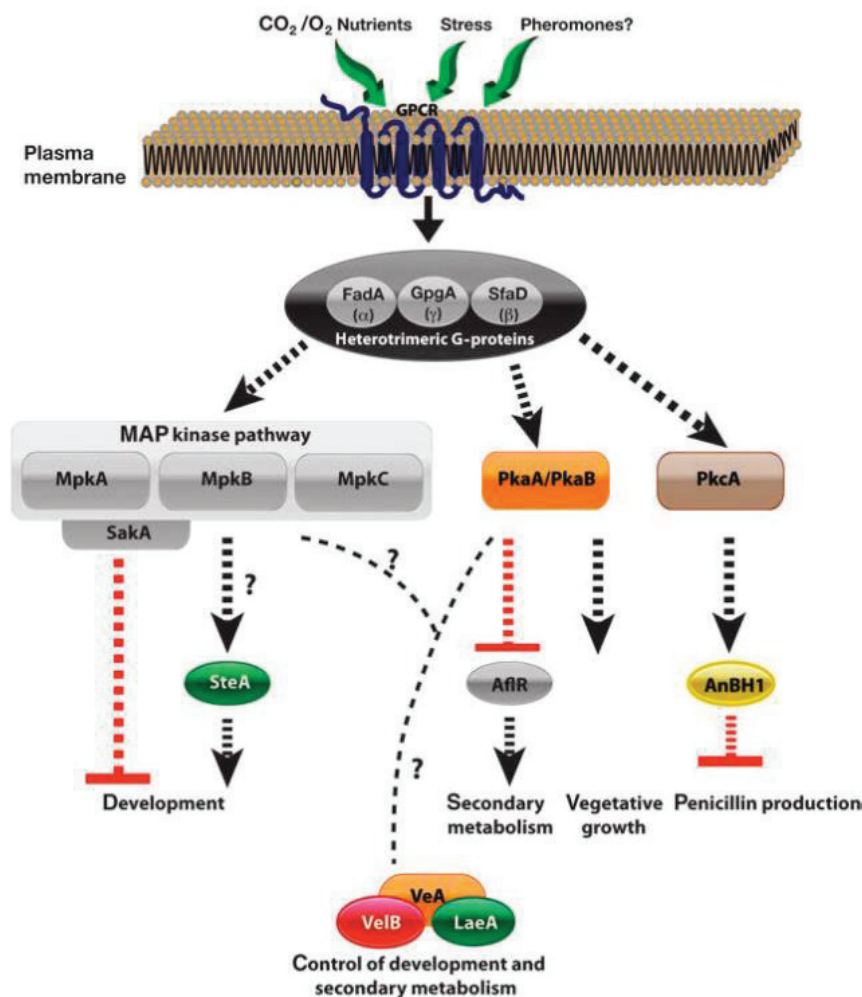 CO2/O2 Nutrients Stress Pheromones?
GPCR
Plasma
membrane
FadA
(α)
GpgA
(γ)
SfaD
(β)
Heterotrimeric G-proteins
MAP kinase pathway
MpkA
MpkB
MpkC
SakA
PkaA/PkaB
PkcA
?
?
SteA
AflR
AnBH1
?
Development
Secondary
metabolism
Vegetative
growth
Penicillin production
VeA
VelB
LaeA
Control of development and
secondary metabolism